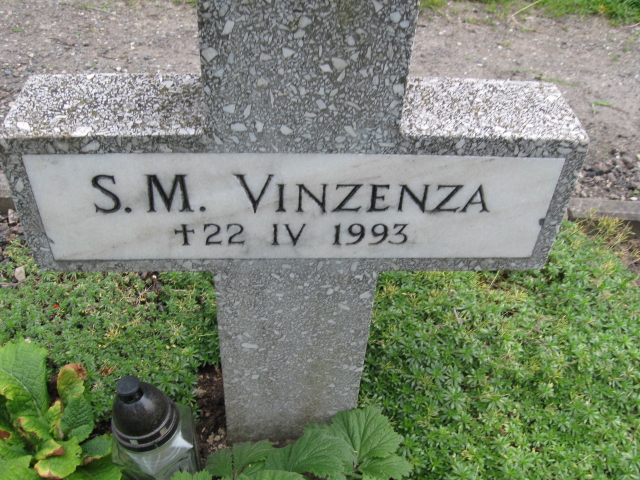 S. M. VINZENZA
†22 IV 1993